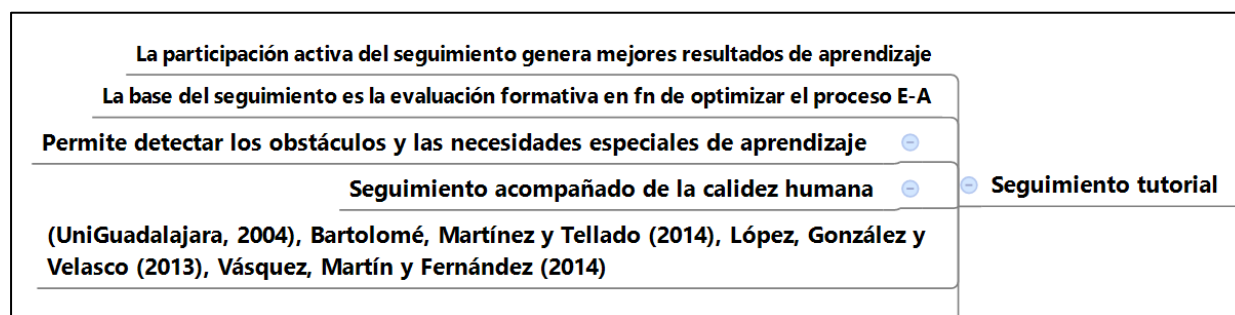 La participación activa del seguimiento genera mejores resultados de aprendizaje
La base del seguimiento es la evaluación formativa en fn de optimizar el proceso E-A
Permite detectar los obstáculos y las necesidades especiales de aprendizaje
Seguimiento acompañado de la calidez humana
Seguimiento tutorial
(UniGuadalajara, 2004), Bartolomé, Martínez y Tellado (2014), López, González y
Velasco (2013), Vásquez, Martín y Fernández (2014)